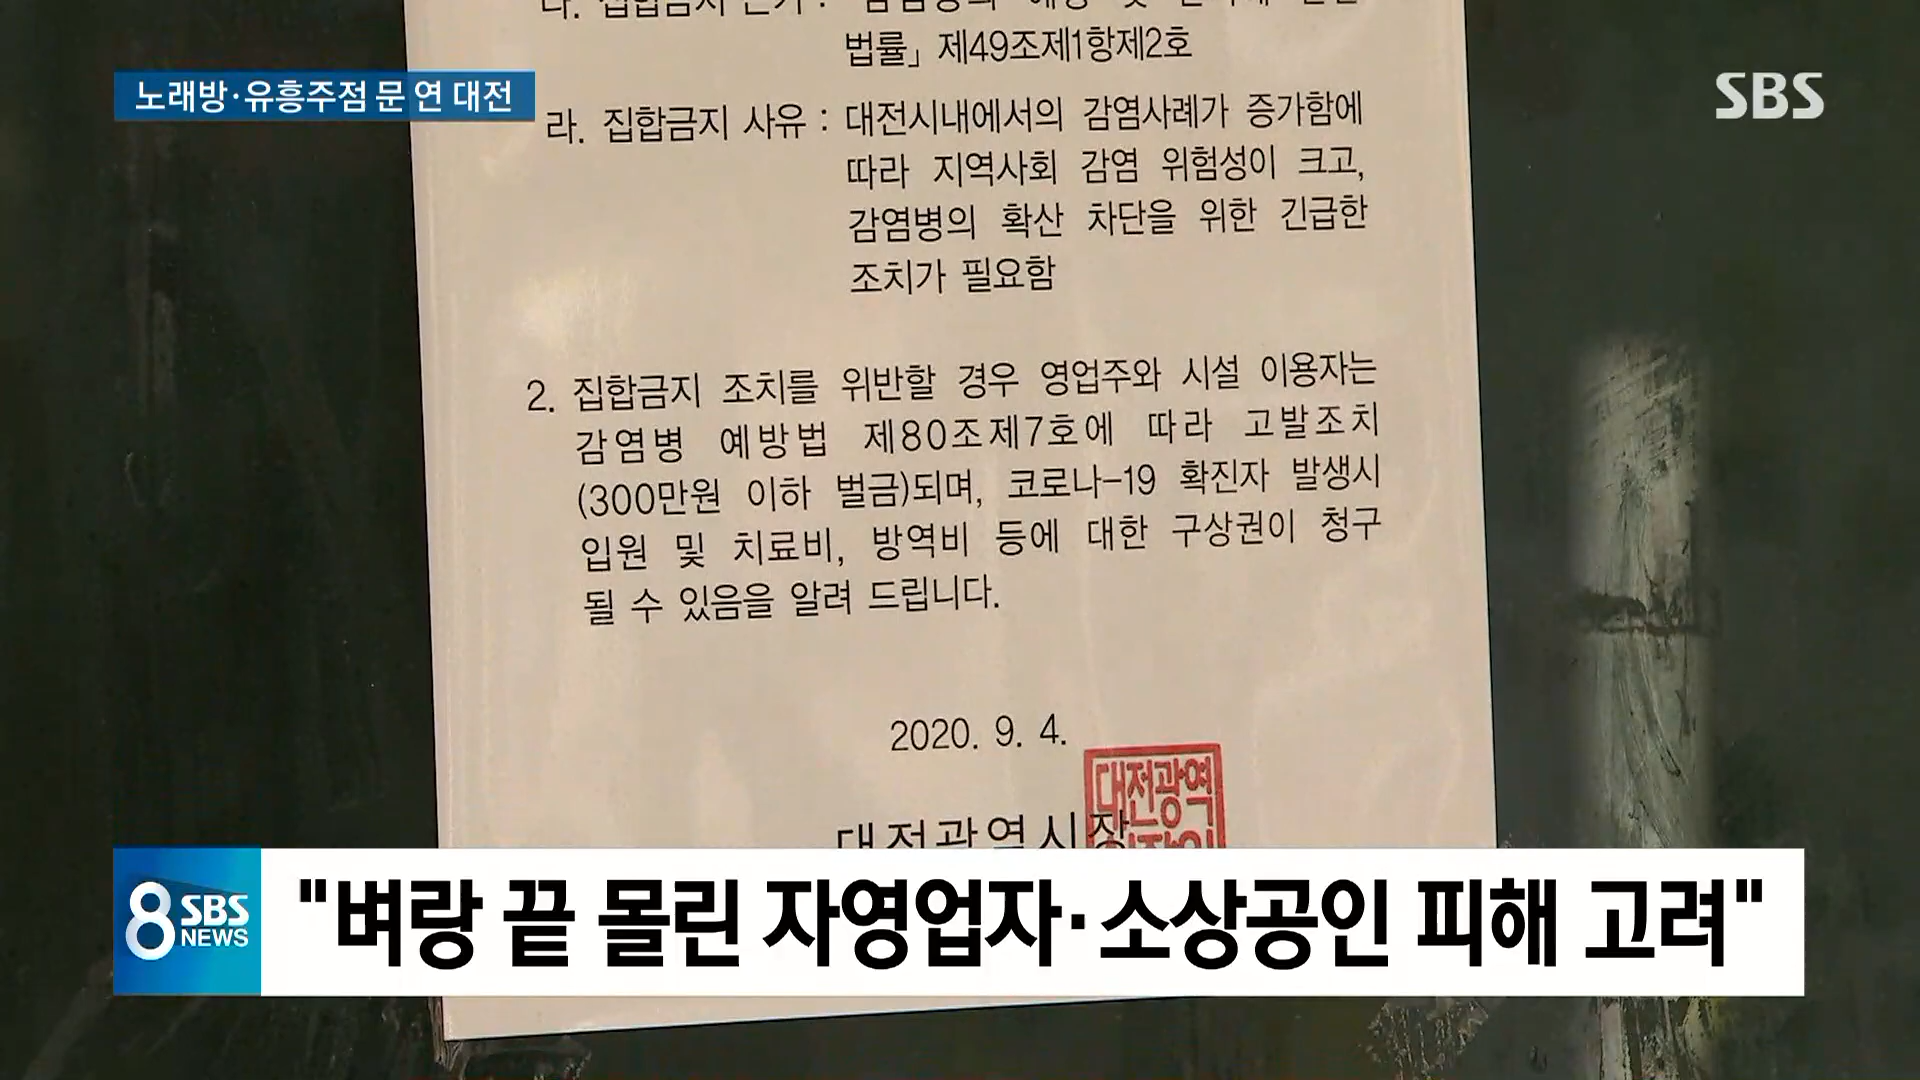 노래방·유흥주점 문 연 대전
SBS
법률」 제49조제1항제2호
라. 집합금지 사유 : 대전시내에서의 감염사례가 증가함에
따라 지역사회 감염 위험성이 크고,
감염병의 확산 차단을 위한 긴급한
조치가 필요함
2. 집합금지 조치를 위반할 경우 영업주와 시설 이용자는
감염병 예방법 제80조제7호에 따라 고발조치
(300만원 이하 벌금)되며, 코로나-19 확진자 발생시
입원 및 치료비, 방역비 등에 대한 구상권이 청구
될 수 있음을 알려 드립니다.
2020. 9. 4.
대전광역시장
대전광역
8 SBS NEWS
"벼랑 끝 몰린 자영업자·소상공인 피해 고려"